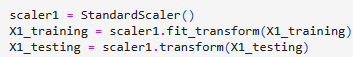 scaler1 = StandardScaler()
X1_training = scaler1.fit_transform(X1_training)
X1_testing = scaler1.transform(X1_testing)